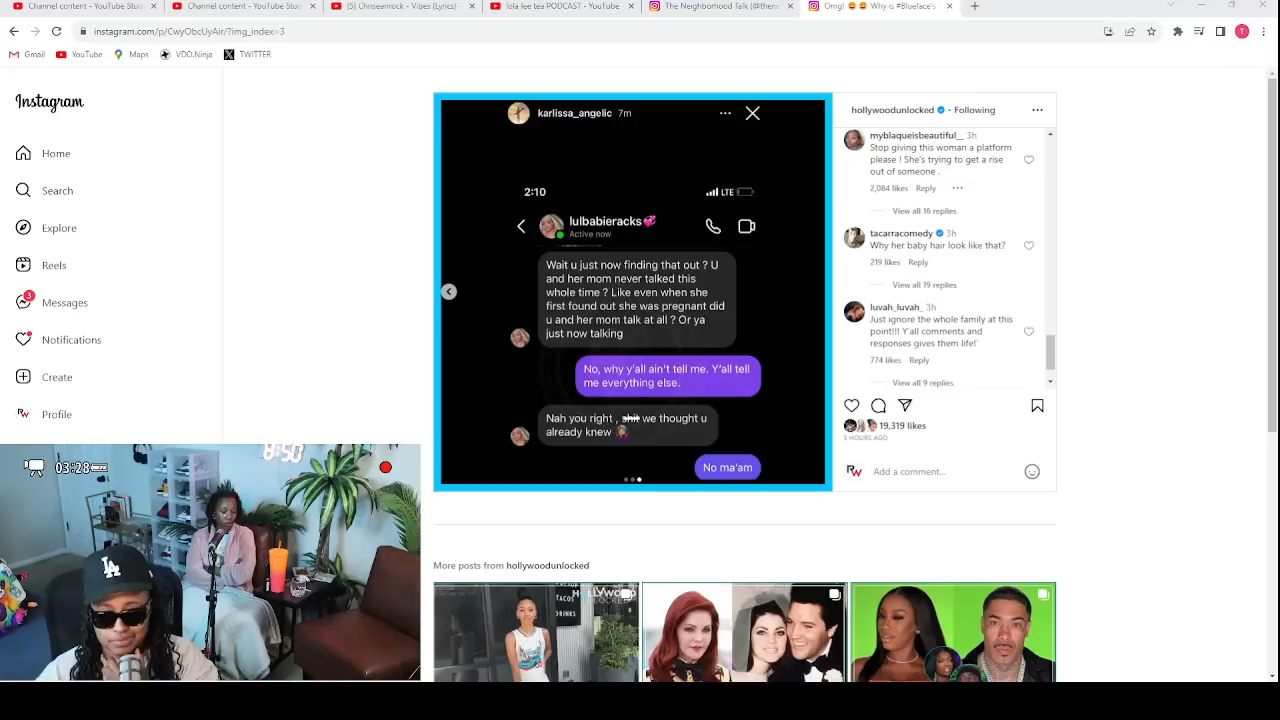 Channel content - YouTube Studi
Channel content - YouTube Stud
(5) Chriseanrock - Vibes (Lyrics)
lola lee tea PODCAST - YouTube
The Neighborhood Talk (@then
Omg! 😩 😩 Why is #Blueface's
instagram.com/p/CwyObcUyAir/?img_index=3
T
Gmail
YouTube
Maps
VDO.Ninja
TWITTER
Instagram
Home
Search
Explore
Reels
3
Messages
Notifications
Create
Profile
karlissa_angelic 7m
2:10
LTE
lulbabieracks💞
Active now
Wait u just now finding that out ? U
and her mom never talked this
whole time ? Like even when she
first found out she was pregnant did
u and her mom talk at all ? Or ya
just now talking
No, why y'all ain't tell me. Y'all tell
me everything else.
Nah you right , shit we thought u
already knew 🤦🏽‍♀️
No ma'am
hollywoodunlocked • Following
myblaqueisbeautiful__ 3h
Stop giving this woman a platform
please ! She's trying to get a rise
out of someone .
2,084 likes Reply
View all 16 replies
tacarracomedy 3h
Why her baby hair look like that?
219 likes Reply
View all 19 replies
luvah_luvah_ 3h
Just ignore the whole family at this
point!!! Y'all comments and
responses gives them life!'
774 likes Reply
View all 9 replies
19,319 likes
3 HOURS AGO
RW Add a comment...
03:28
LA
More posts from hollywoodunlocked
TACOS
DRINKS